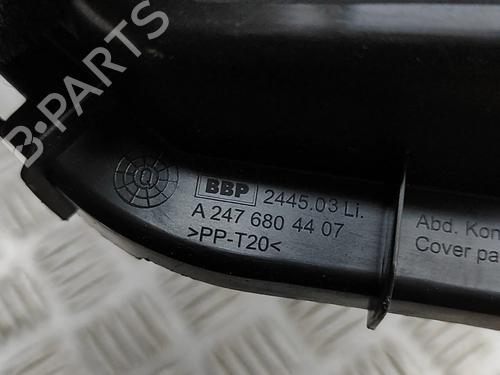 B-PARTS
BBP 2445.03 Li.
A 247 680 44 07
>PP-T20<
Abd. Kon
Cover pa